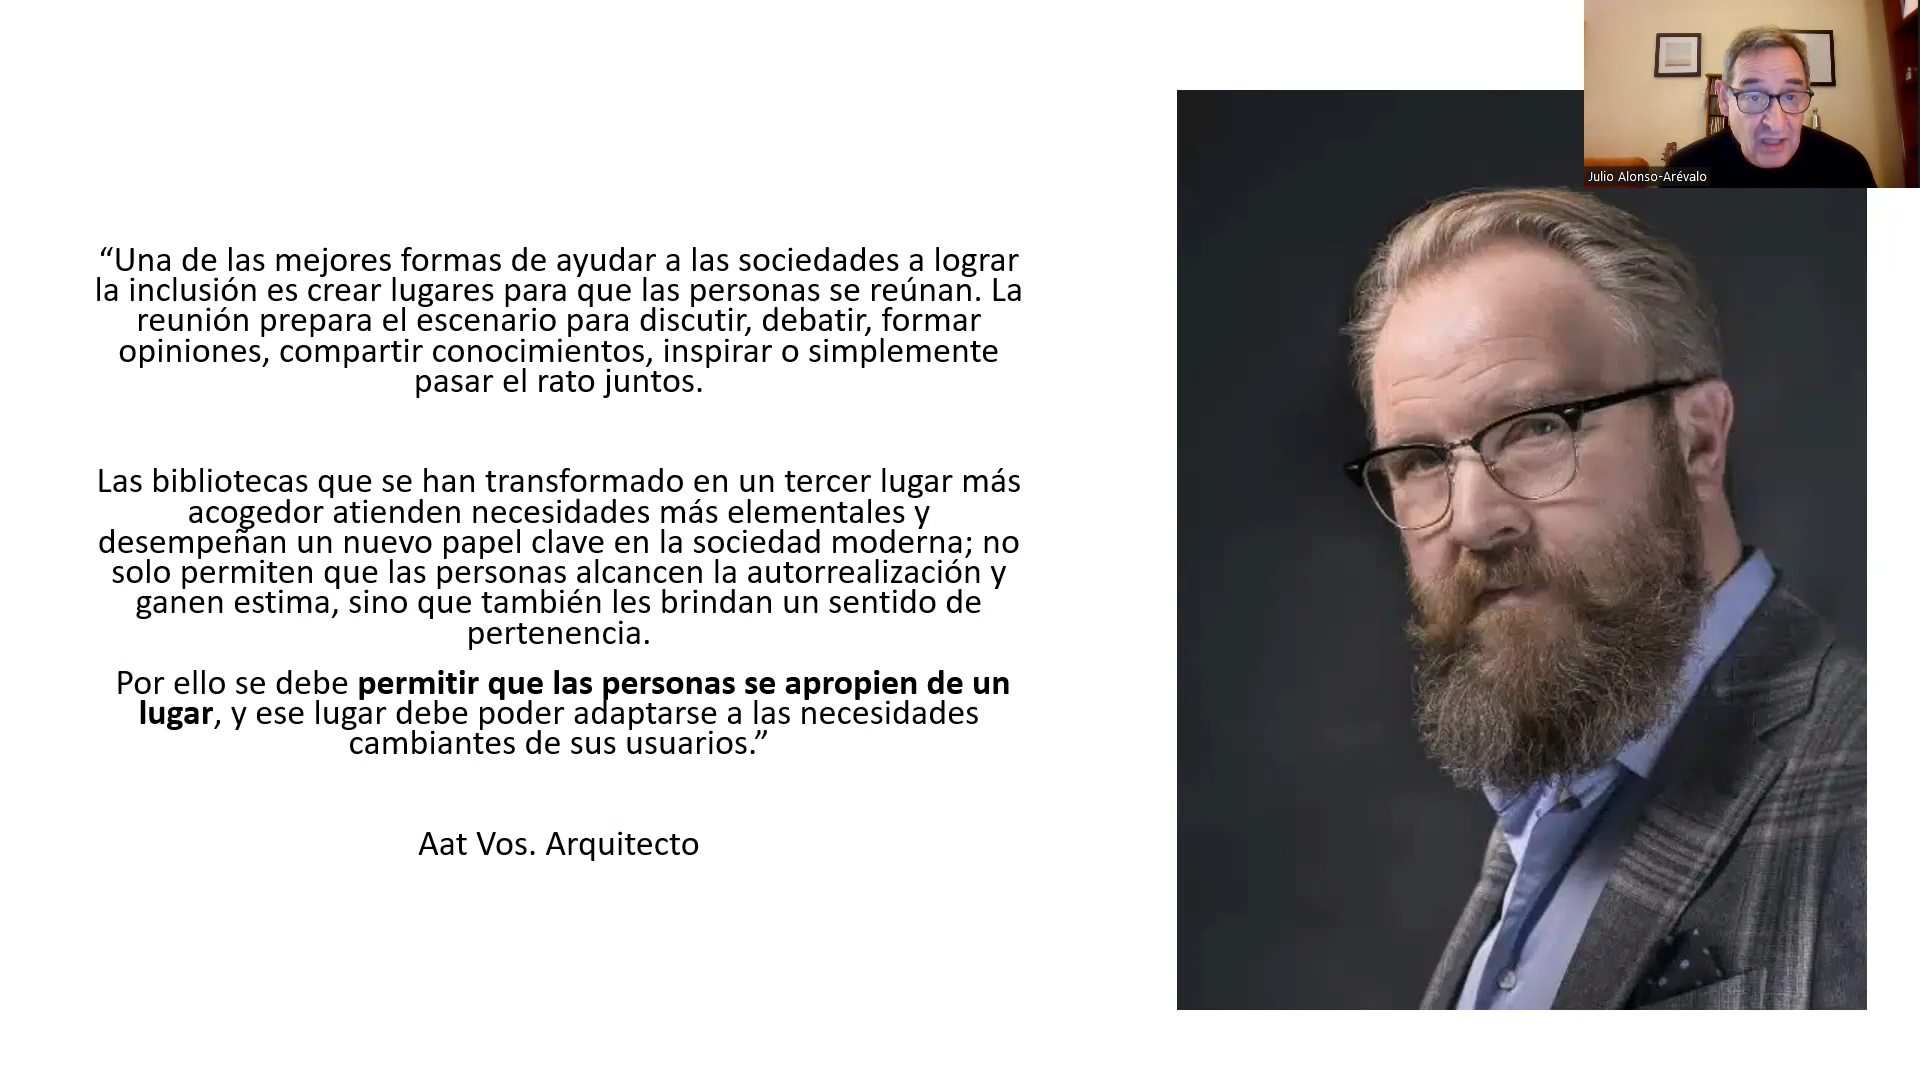 “Una de las mejores formas de ayudar a las sociedades a lograr
la inclusión es crear lugares para que las personas se reúnan. La
reunión prepara el escenario para discutir, debatir, formar
opiniones, compartir conocimientos, inspirar o simplemente
pasar el rato juntos.
Las bibliotecas que se han transformado en un tercer lugar más
acogedor atienden necesidades más elementales y
desempeñan un nuevo papel clave en la sociedad moderna; no
solo permiten que las personas alcancen la autorrealización y
ganen estima, sino que también les brindan un sentido de
pertenencia.
Por ello se debe permitir que las personas se apropien de un
lugar, y ese lugar debe poder adaptarse a las necesidades
cambiantes de sus usuarios.”
Aat Vos. Arquitecto
Julio Alonso-Arévalo